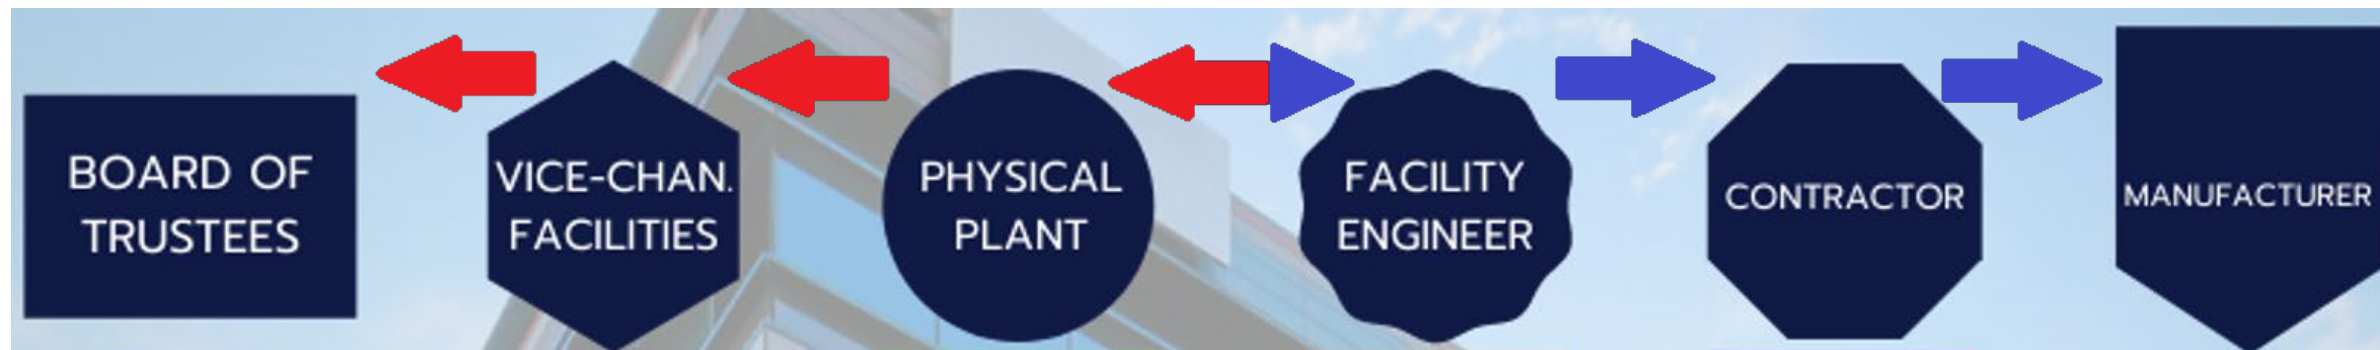 BOARD OF
TRUSTEES
VICE-CHAN.
FACILITIES
PHYSICAL
PLANT
FACILITY
ENGINEER
CONTRACTOR
MANUFACTURER